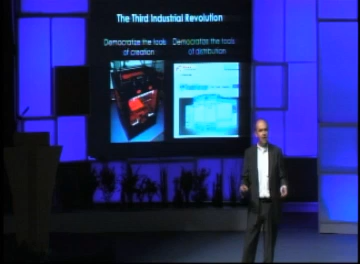 The Third Industrial Revolution
Democratize the tools Democratize the tools
of creation of distribution